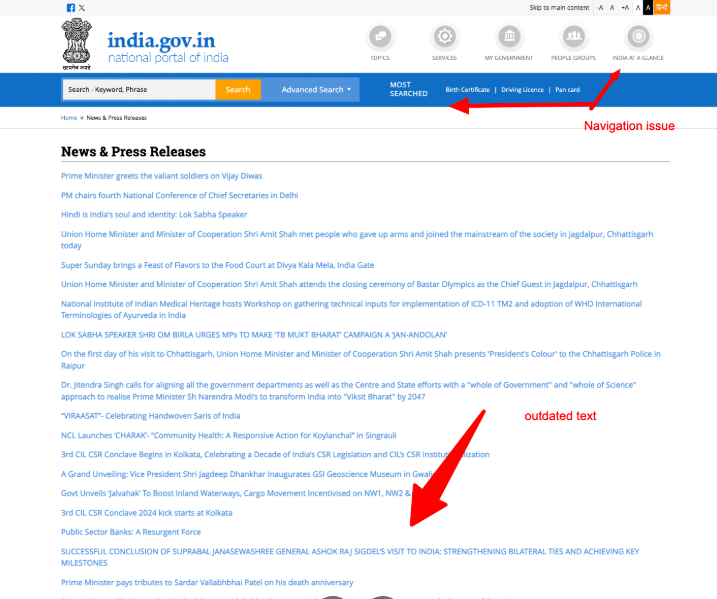 Skip to main content -A A +A A A हिन्दी
सत्यमेव जयते
india.gov.in
national portal of India
TOPICS SERVICES MY GOVERNMENT PEOPLE GROUPS INDIA AT A GLANCE
Search - Keyword, Phrase Search Advanced Search
MOST
SEARCHED
Birth Certificate | Driving Licence | Pan card
Navigation issue
Home News & Press Releases
News & Press Releases
Prime Minister greets the valiant soldiers on Vijay Diwas
PM chairs fourth National Conference of Chief Secretaries in Delhi
Hindi is India's soul and identity: Lok Sabha Speaker
Union Home Minister and Minister of Cooperation Shri Amit Shah met people who gave up arms and joined the mainstream of the society in Jagdalpur, Chhattisgarh
today
Super Sunday brings a Feast of Flavors to the Food Court at Divya Kala Mela, India Gate
Union Home Minister and Minister of Cooperation Shri Amit Shah attends the closing ceremony of Bastar Olympics as the Chief Guest in Jagdalpur, Chhattisgarh
National Institute of Indian Medical Heritage hosts Workshop on gathering technical inputs for implementation of ICD-11 TM2 and adoption of WHO International
Terminologies of Ayurveda in India
LOK SABHA SPEAKER SHRI OM BIRLA URGES MPs TO MAKE 'TB MUKT BHARAT' CAMPAIGN A 'JAN-ANDOLAN'
On the first day of his visit to Chhattisgarh, Union Home Minister and Minister of Cooperation Shri Amit Shah presents 'President's Colour' to the Chhattisgarh Police in
Raipur
Dr. Jitendra Singh calls for aligning all the government departments as well as the Centre and State efforts with a "whole of Government" and "whole of Science"
approach to realise Prime Minister Sh Narendra Modi's to transform India into "Viksit Bharat" by 2047
"VIRAASAT"- Celebrating Handwoven Saris of India
outdated text
NCL Launches 'CHARAK'- "Community Health: A Responsive Action for Koylanchal" in Singrauli
3rd CIL CSR Conclave Begins in Kolkata, Celebrating a Decade of India's CSR Legislation and CIL's CSR
A Grand Unveiling: Vice President Shri Jagdeep Dhankhar Inaugurates GSI Geoscience Museum in
Govt Unveils 'Jalvahak' To Boost Inland Waterways, Cargo Movement Incentivised on NW1, NW2 &
3rd CIL CSR Conclave 2024 kick starts at Kolkata
Public Sector Banks: A Resurgent Force
SUCCESSFUL CONCLUSION OF SUPRABAL JANASEWASHREE GENERAL ASHOK RAJ SIGDEL'S VISIT TO INDIA: STRENGTHENING BILATERAL TIES AND ACHIEVING KEY
MILESTONES
Prime Minister pays tributes to Sardar Vallabhbhai Patel on his death anniversary